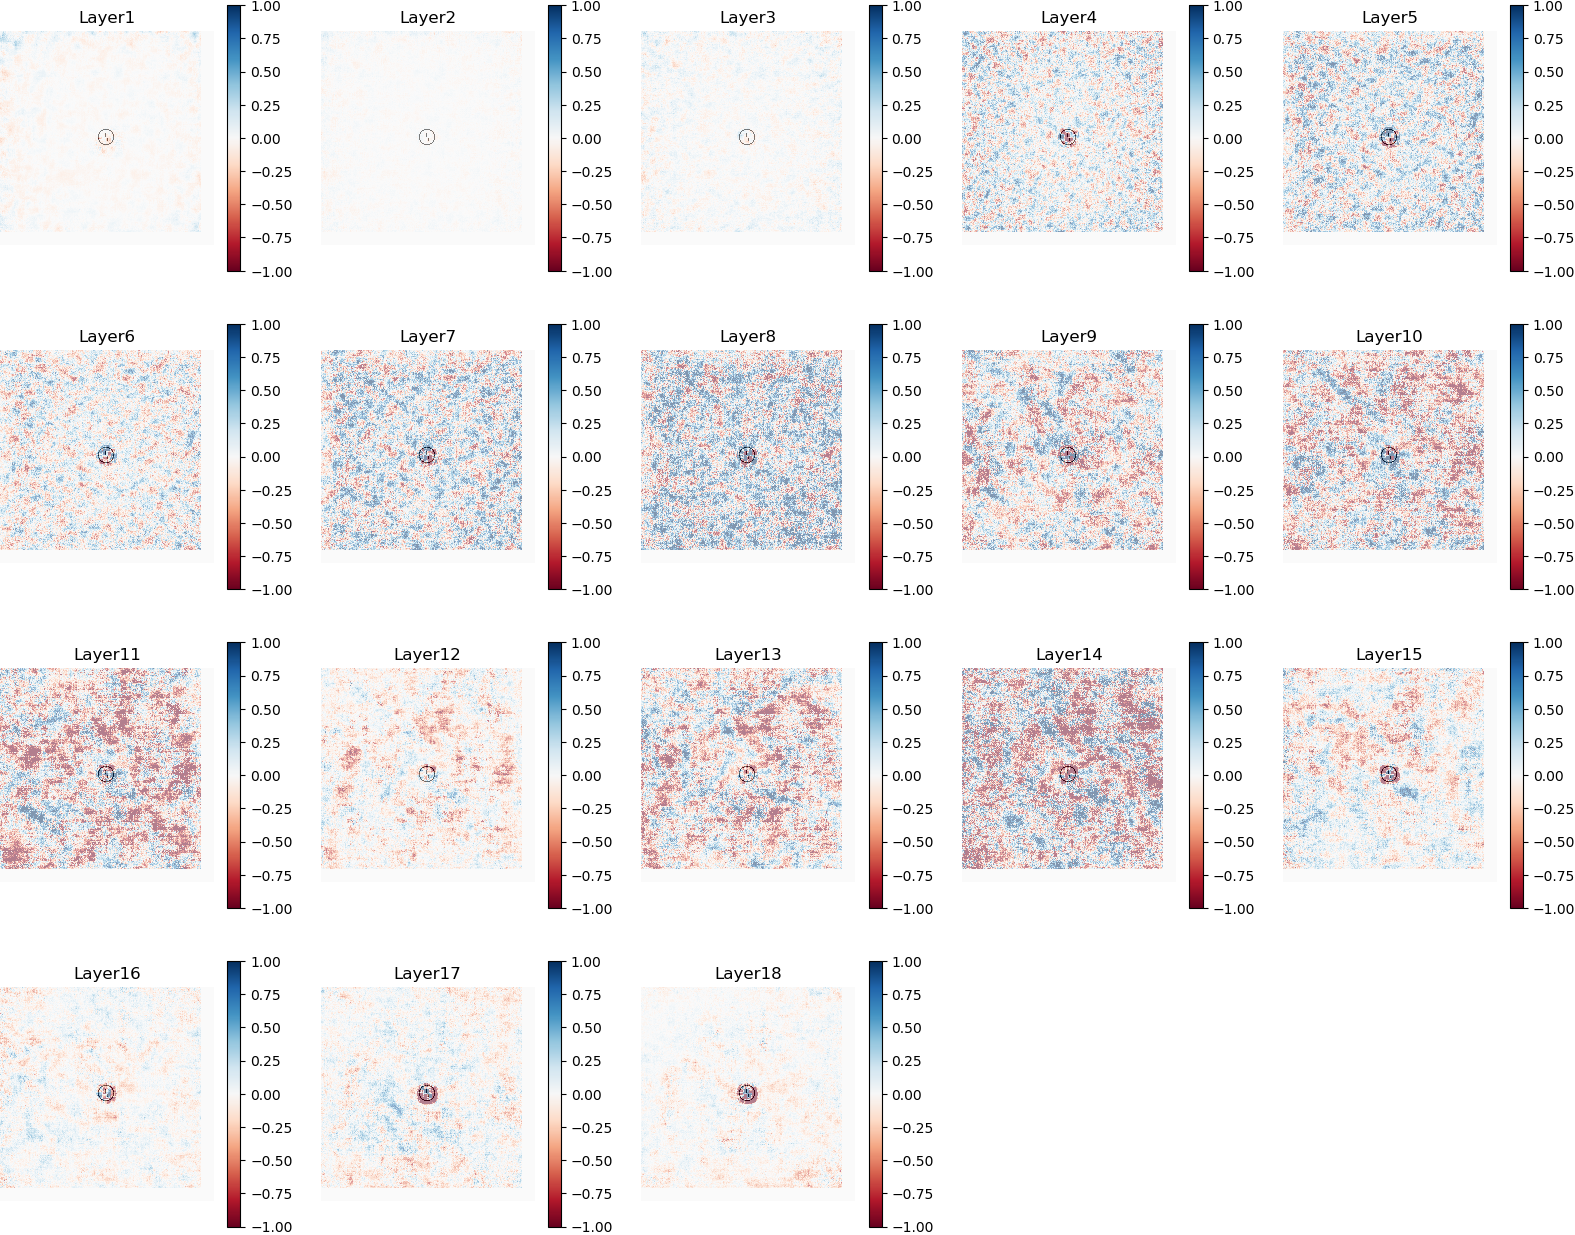 Layer1 Layer2 Layer3 Layer4 Layer5
1.00 1.00 1.00 1.00 1.00
0.75 0.75 0.75 0.75 0.75
0.50 0.50 0.50 0.50 0.50
0.25 0.25 0.25 0.25 0.25
0.00 0.00 0.00 0.00 0.00
−0.25 −0.25 −0.25 −0.25 −0.25
−0.50 −0.50 −0.50 −0.50 −0.50
−0.75 −0.75 −0.75 −0.75 −0.75
−1.00 −1.00 −1.00 −1.00 −1.00
Layer6 Layer7 Layer8 Layer9 Layer10
1.00 1.00 1.00 1.00 1.00
0.75 0.75 0.75 0.75 0.75
0.50 0.50 0.50 0.50 0.50
0.25 0.25 0.25 0.25 0.25
0.00 0.00 0.00 0.00 0.00
−0.25 −0.25 −0.25 −0.25 −0.25
−0.50 −0.50 −0.50 −0.50 −0.50
−0.75 −0.75 −0.75 −0.75 −0.75
−1.00 −1.00 −1.00 −1.00 −1.00
Layer11 Layer12 Layer13 Layer14 Layer15
1.00 1.00 1.00 1.00 1.00
0.75 0.75 0.75 0.75 0.75
0.50 0.50 0.50 0.50 0.50
0.25 0.25 0.25 0.25 0.25
0.00 0.00 0.00 0.00 0.00
−0.25 −0.25 −0.25 −0.25 −0.25
−0.50 −0.50 −0.50 −0.50 −0.50
−0.75 −0.75 −0.75 −0.75 −0.75
−1.00 −1.00 −1.00 −1.00 −1.00
Layer16 Layer17 Layer18
1.00 1.00 1.00
0.75 0.75 0.75
0.50 0.50 0.50
0.25 0.25 0.25
0.00 0.00 0.00
−0.25 −0.25 −0.25
−0.50 −0.50 −0.50
−0.75 −0.75 −0.75
−1.00 −1.00 −1.00